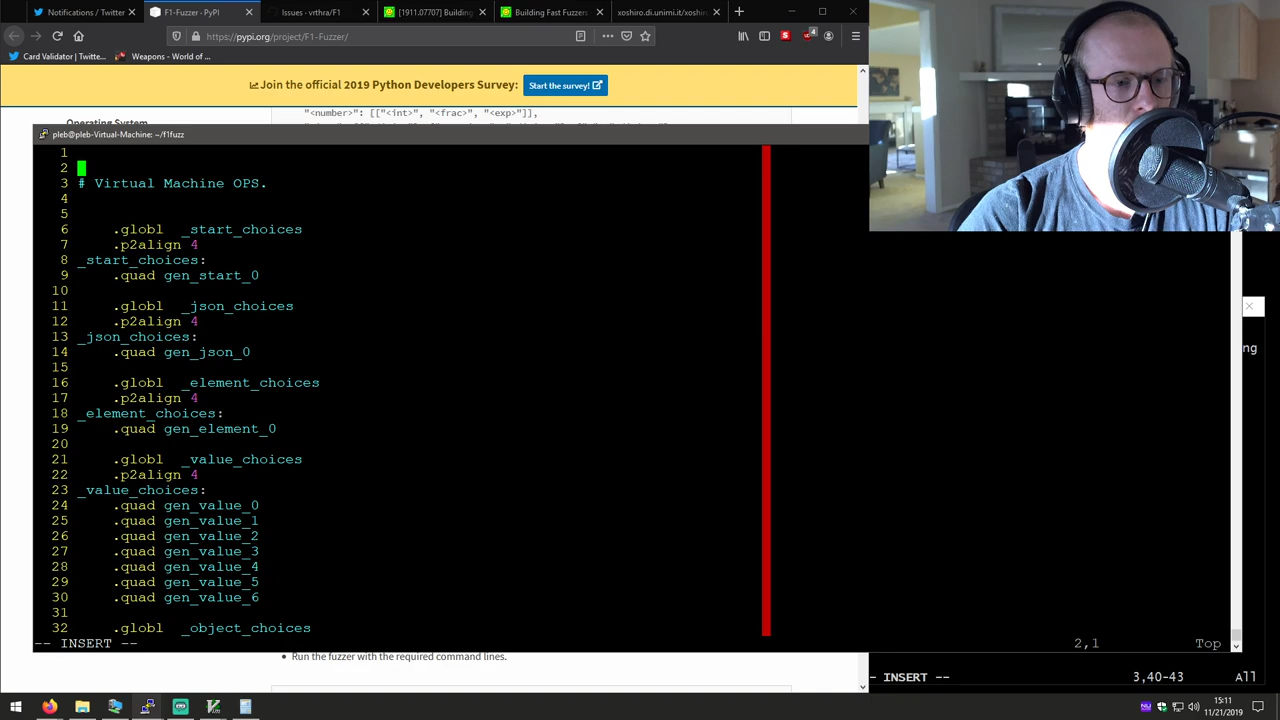 Notifications / Twitter
F1-Fuzzer · PyPI
Issues · vrthra/F1
[1911.07707] Building
Building Fast Fuzzers
xoshiro.di.unimi.it/xoshiro
https://pypi.org/project/F1-Fuzzer/
Card Validator | Twitte...
Weapons - World of ...
Join the official 2019 Python Developers Survey:
Start the survey!
Operating System
"<number>": [["<int>", "<frac>", "<exp>"]],
pleb@pleb-Virtual-Machine: ~/f1fuzz
1
2
3 # Virtual Machine OPS.
4
5
6 .globl _start_choices
7 .p2align 4
8 _start_choices:
9 .quad gen_start_0
10
11 .globl _json_choices
12 .p2align 4
13 _json_choices:
14 .quad gen_json_0
15
16 .globl _element_choices
17 .p2align 4
18 _element_choices:
19 .quad gen_element_0
20
21 .globl _value_choices
22 .p2align 4
23 _value_choices:
24 .quad gen_value_0
25 .quad gen_value_1
26 .quad gen_value_2
27 .quad gen_value_3
28 .quad gen_value_4
29 .quad gen_value_5
30 .quad gen_value_6
31
32 .globl _object_choices
-- INSERT --
2,1
Top
ng
Run the fuzzer with the required command lines.
- INSERT --
3,40-43
All
15:11
11/21/2019